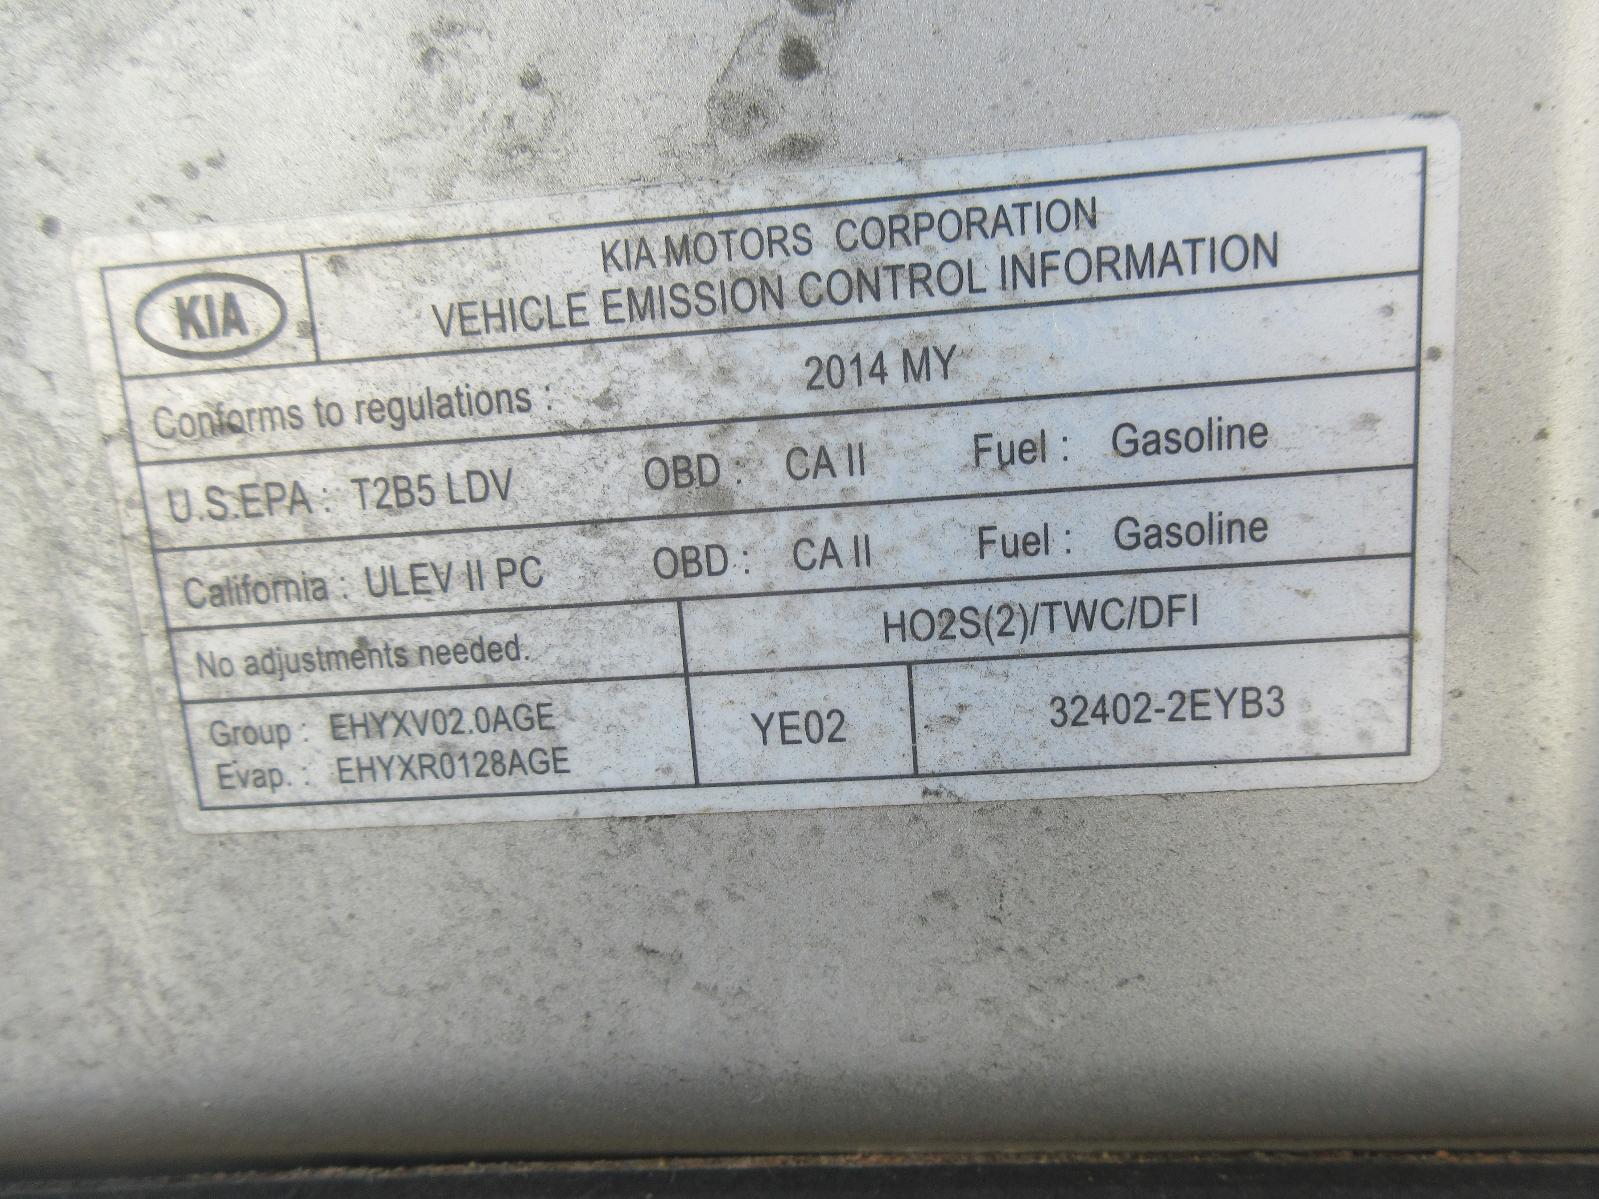 KIA
KIA MOTORS CORPORATION
VEHICLE EMISSION CONTROL INFORMATION
Conforms to regulations : 2014 MY
U.S.EPA : T2B5 LDV OBD : CA II Fuel : Gasoline
California : ULEV II PC OBD : CA II Fuel : Gasoline
No adjustments needed. HO2S(2)/TWC/DFI
Group : EHYXV02.0AGE
Evap. : EHYXR0128AGE
YE02
32402-2EYB3